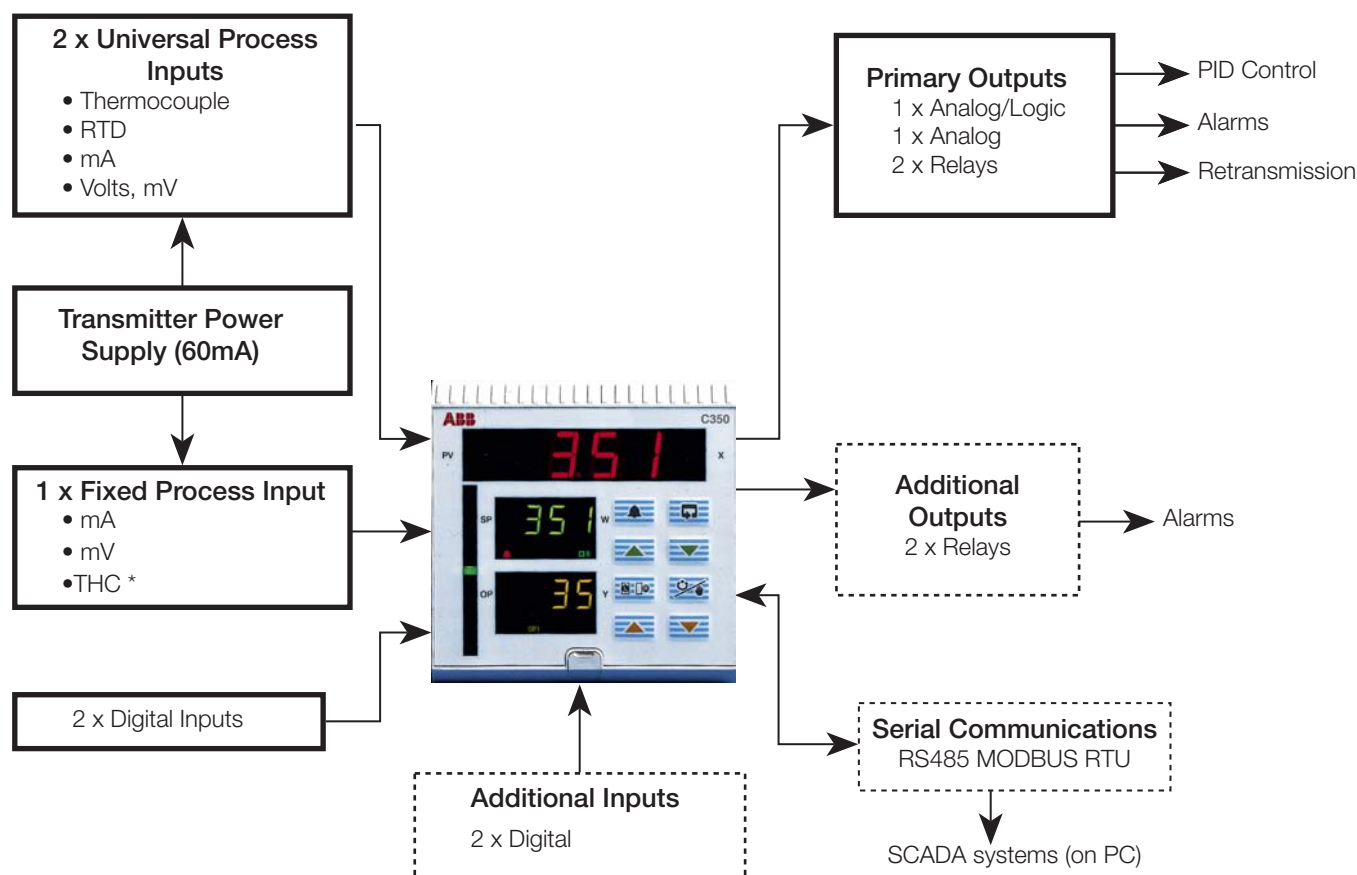 2 x Universal Process
Inputs
• Thermocouple
• RTD
• mA
• Volts, mV
Transmitter Power
Supply (60mA)
1 x Fixed Process Input
• mA
• mV
•THC *
2 x Digital Inputs
ABB
C350
PV
351
X
SP
351
W
OP
35
Y
SP1
Additional Inputs
2 x Digital
Primary Outputs
1 x Analog/Logic
1 x Analog
2 x Relays
PID Control
Alarms
Retransmission
Additional
Outputs
2 x Relays
Alarms
Serial Communications
RS485 MODBUS RTU
SCADA systems (on PC)